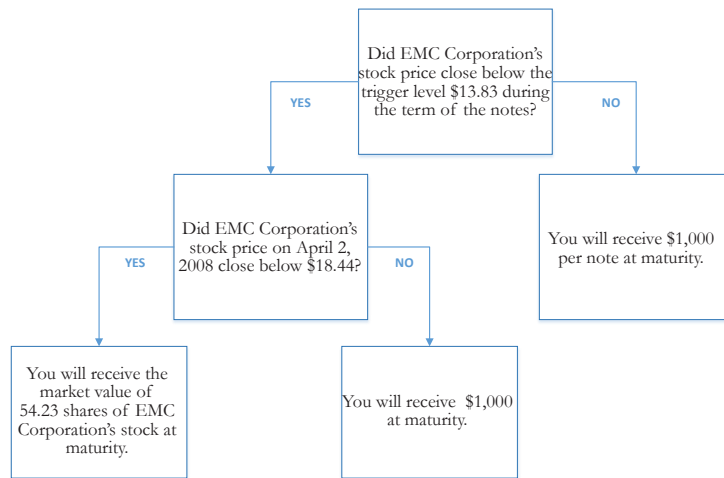 Did EMC Corporation's
stock price close below the
trigger level $13.83 during
the term of the notes?
YES
NO
Did EMC Corporation's
stock price on April 2,
2008 close below $18.44?
You will receive $1,000
per note at maturity.
YES
NO
You will receive the
market value of
54.23 shares of EMC
Corporation's stock at
maturity.
You will receive $1,000
at maturity.